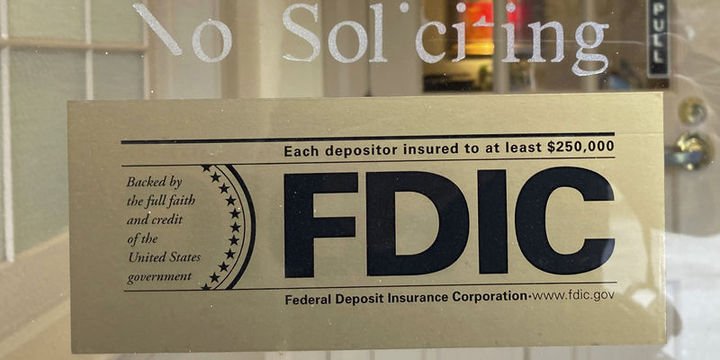 No Soliciting
PULL
Each depositor insured to at least $250,000
Backed by
the full faith
and credit
of the
United States
government
FDIC
Federal Deposit Insurance Corporation•www.fdic.gov